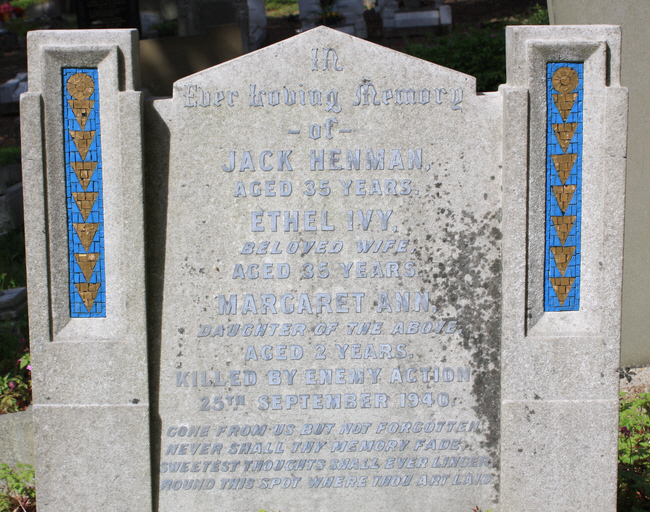 In
Ever Loving Memory
– of –
JACK HENMAN,
AGED 35 YEARS.
ETHEL IVY,
BELOVED WIFE
AGED 35 YEARS
MARGARET ANN,
DAUGHTER OF THE ABOVE
AGED 2 YEARS.
KILLED BY ENEMY ACTION
25TH SEPTEMBER 1940.
GONE FROM US BUT NOT FORGOTTEN
NEVER SHALL THY MEMORY FADE,
SWEETEST THOUGHTS SHALL EVER LINGER
ROUND THIS SPOT WHERE THOU ART LAID.